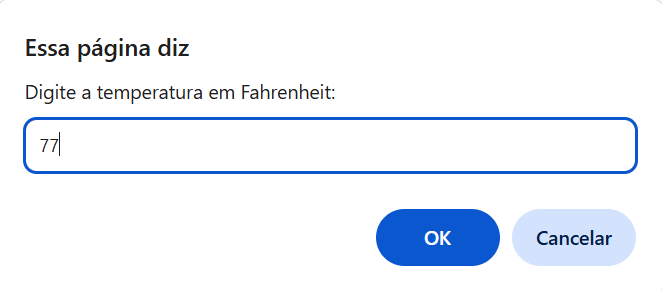 Essa página diz
Digite a temperatura em Fahrenheit:
77
OK
Cancelar